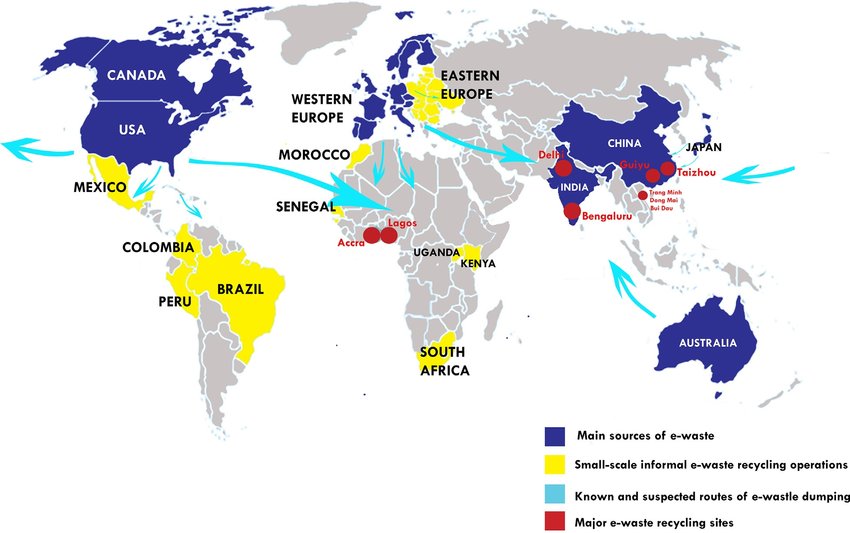 CANADA
USA
MEXICO
COLOMBIA
PERU
BRAZIL
WESTERN
EUROPE
EASTERN
EUROPE
MOROCCO
SENEGAL
Lagos
Accra
UGANDA
KENYA
SOUTH
AFRICA
Delhi
INDIA
Bengaluru
CHINA
JAPAN
Guiyu
Taizhou
Trang Minh
Dong Mai
Bui Dau
AUSTRALIA
Main sources of e-waste
Small-scale informal e-waste recycling operations
Known and suspected routes of e-wastle dumping
Major e-waste recycling sites